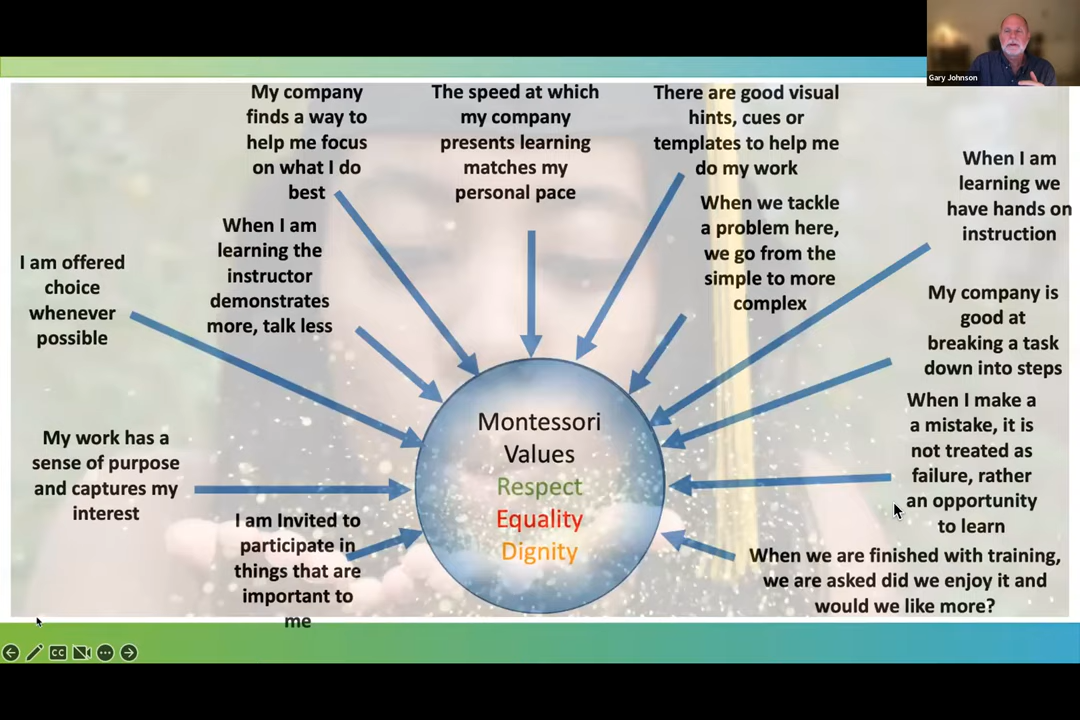 Gary Johnson
My company
finds a way to
help me focus
on what I do
best
The speed at which
my company
presents learning
matches my
personal pace
There are good visual
hints, cues or
templates to help me
do my work
When I am
learning we
have hands on
instruction
When I am
learning the
instructor
demonstrates
more, talk less
When we tackle
a problem here,
we go from the
simple to more
complex
I am offered
choice
whenever
possible
My company is
good at
breaking a task
down into steps
My work has a
sense of purpose
and captures my
interest
Montessori
Values
Respect
Equality
Dignity
When I make a
a mistake, it is
not treated as
failure, rather
an opportunity
to learn
I am Invited to
participate in
things that are
important to
me
When we are finished with training,
we are asked did we enjoy it and
would we like more?
CC